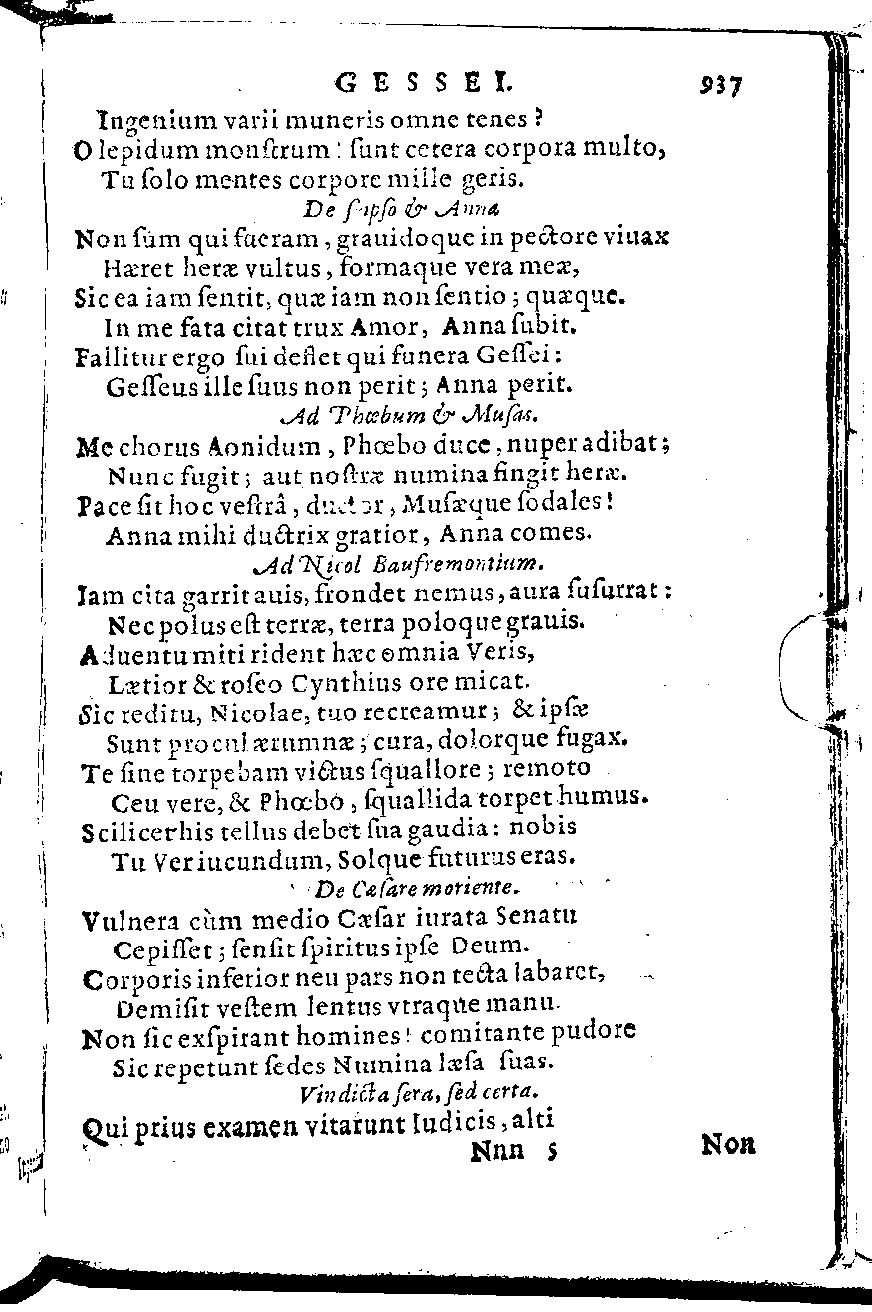 GESSEI. 937
Ingenium varii muneris omne tenes?
O lepidum monſtrum! ſunt cetera corpora multo,
Tu ſolo mentes corpore mille geris.
De ſeipſo & Anna
Non ſum qui fueram, grauidoque in pectore viuax
Hæret heræ vultus, formaque vera meæ,
Sic ea iam ſentit, quæ iam non ſentio; quæque.
In me fata citat trux Amor, Anna ſubit.
Fallitur ergo ſui deflet qui funera Geſſei:
Geſſeus ille ſuus non perit; Anna perit.
Ad Phœbum & Muſas.
Me chorus Aonidum, Phœbo duce, nuper adibat;
Nunc fugit; aut noſtræ numina fingit heræ.
Pace ſit hoc veſtrâ, ductor, Muſæque ſodales!
Anna mihi ductrix gratior, Anna comes.
Ad Nicol Baufremontium.
Iam cita garrit auis, frondet nemus, aura ſuſurrat:
Nec polus eſt terræ, terra poloque grauis.
Aduentu miti rident hæc omnia Veris,
Lætior & roſeo Cynthius ore micat.
Sic reditu, Nicolae, tuo recreamur; & ipſæ
Sunt procul ærumnæ; cura, dolorque fugax.
Te ſine torpebam victus ſquallore; remoto
Ceu vere, & Phœbo, ſquallida torpet humus.
Scilicet his tellus debet ſua gaudia: nobis
Tu Ver iucundum, Solque futurus eras.
De Cæſare moriente.
Vulnera cùm medio Cæſar iurata Senatu
Cepiſſet; ſenſit ſpiritus ipſe Deum.
Corporis inferior neu pars non tecta labaret,
Demiſit veſtem lentus vtraque manu.
Non ſic exſpirant homines! comitante pudore
Sic repetunt ſedes Numina læſa ſuas.
Vindicta ſera, ſed certa.
Qui prius examen vitarunt Iudicis, alti
Nnn 5 Non